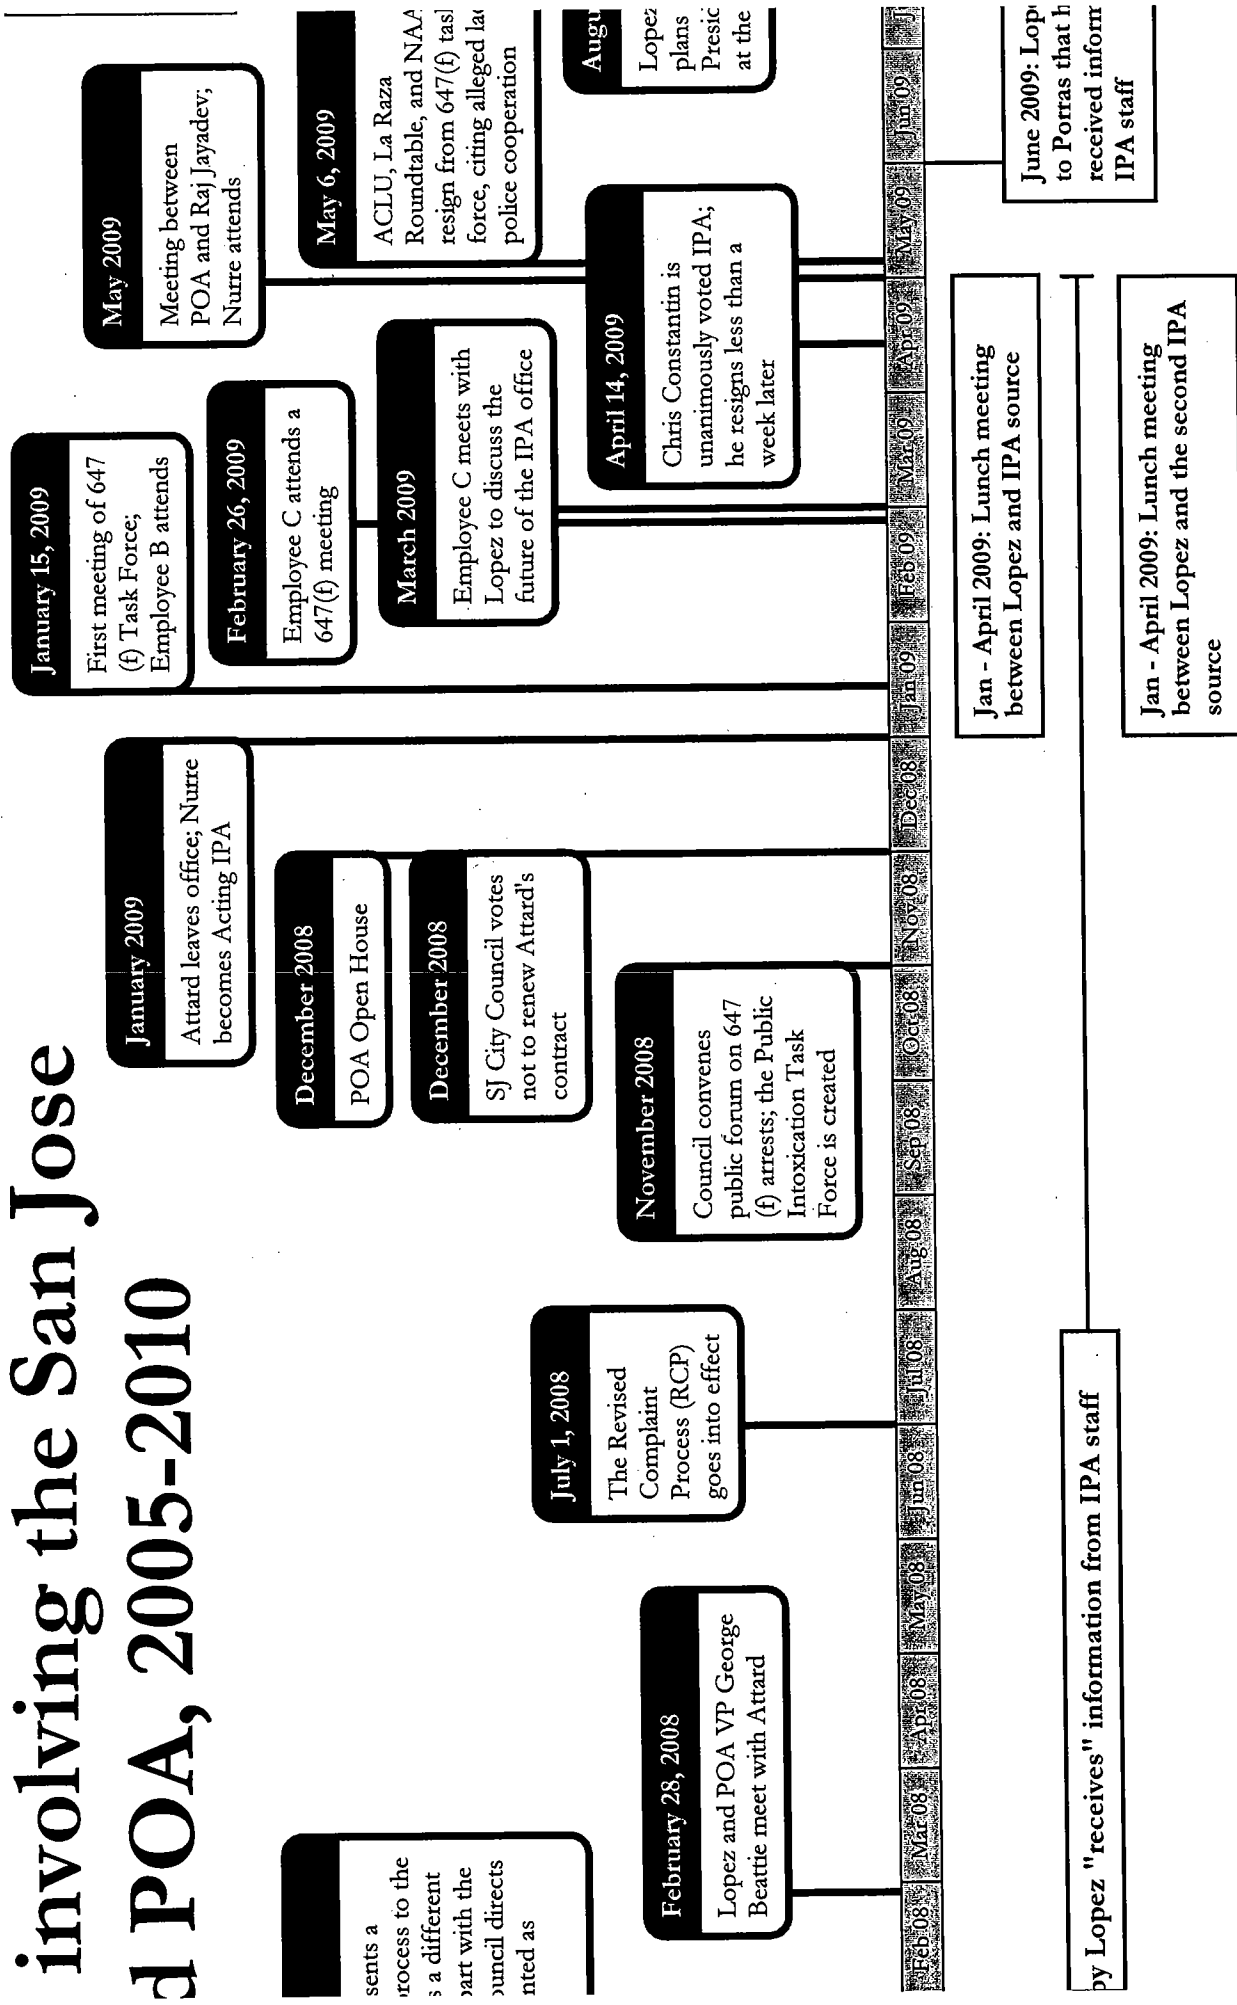 involving the San Jose
d POA, 2005-2010
sents a
process to the
s a different
part with the
ouncil directs
nted as
February 28, 2008
Lopez and POA VP George
Beattie meet with Attard
July 1, 2008
The Revised
Complaint
Process (RCP)
goes into effect
November 2008
Council convenes
public forum on 647
(f) arrests; the Public
Intoxication Task
Force is created
December 2008
POA Open House
December 2008
SJ City Council votes
not to renew Attard's
contract
January 2009
Attard leaves office; Nurre
becomes Acting IPA
January 15, 2009
First meeting of 647
(f) Task Force;
Employee B attends
February 26, 2009
Employee C attends a
647(f) meeting
March 2009
Employee C meets with
Lopez to discuss the
future of the IPA office
April 14, 2009
Chris Constantin is
unanimously voted IPA;
he resigns less than a
week later
May 2009
Meeting between
POA and Raj Jayadev;
Nurre attends
May 6, 2009
ACLU, La Raza
Roundtable, and NAA
resign from 647(f) tas
force, citing alleged la
police cooperation
Augu
Lopez
plans
Presid
at the
Feb 08 Mar 08 Apr 08 May 08 Jun 08 Jul 08 Aug 08 Sep 08 Oct 08 Nov 08 Dec 08 Jan 09 Feb 09 Mar 09 Apr 09 May 09 Jun 09
Jan - April 2009: Lunch meeting
between Lopez and IPA source
June 2009: Lop
to Porras that h
received inform
IPA staff
py Lopez "receives" information from IPA staff
Jan - April 2009: Lunch meeting
between Lopez and the second IPA
source